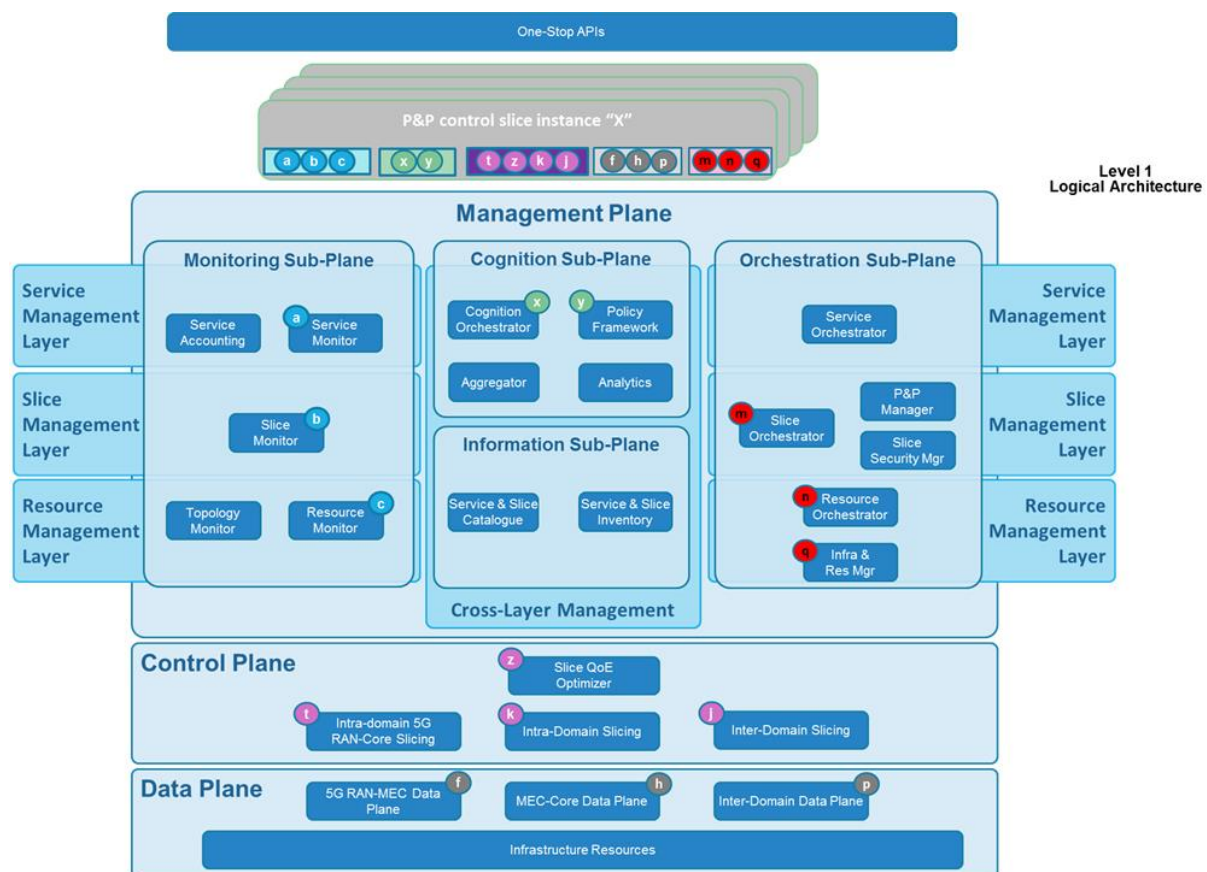 One-Stop APIs
P&P control slice instance “X”
a b c x y t z k j f h p m n q
Level 1
Logical Architecture
Management Plane
Monitoring Sub-Plane
Cognition Sub-Plane
Orchestration Sub-Plane
Service
Management
Layer
Service
Accounting
a
Service
Monitor
Cognition
Orchestrator
x
y
Policy
Framework
Service
Orchestrator
Service
Management
Layer
Aggregator
Analytics
Slice
Management
Layer
Slice
Monitor
b
m
Slice
Orchestrator
P&P
Manager
Slice
Security Mgr
Slice
Management
Layer
Information Sub-Plane
Resource
Management
Layer
Topology
Monitor
Resource
Monitor
c
Service & Slice
Catalogue
Service & Slice
Inventory
n
Resource
Orchestrator
q
Infra &
Res Mgr
Resource
Management
Layer
Cross-Layer Management
Control Plane
z
Slice QoE
Optimizer
t
Intra-domain 5G
RAN-Core Slicing
k
Intra-Domain Slicing
j
Inter-Domain Slicing
Data Plane
5G RAN-MEC Data
Plane
f
MEC-Core Data Plane
h
Inter-Domain Data Plane
p
Infrastructure Resources